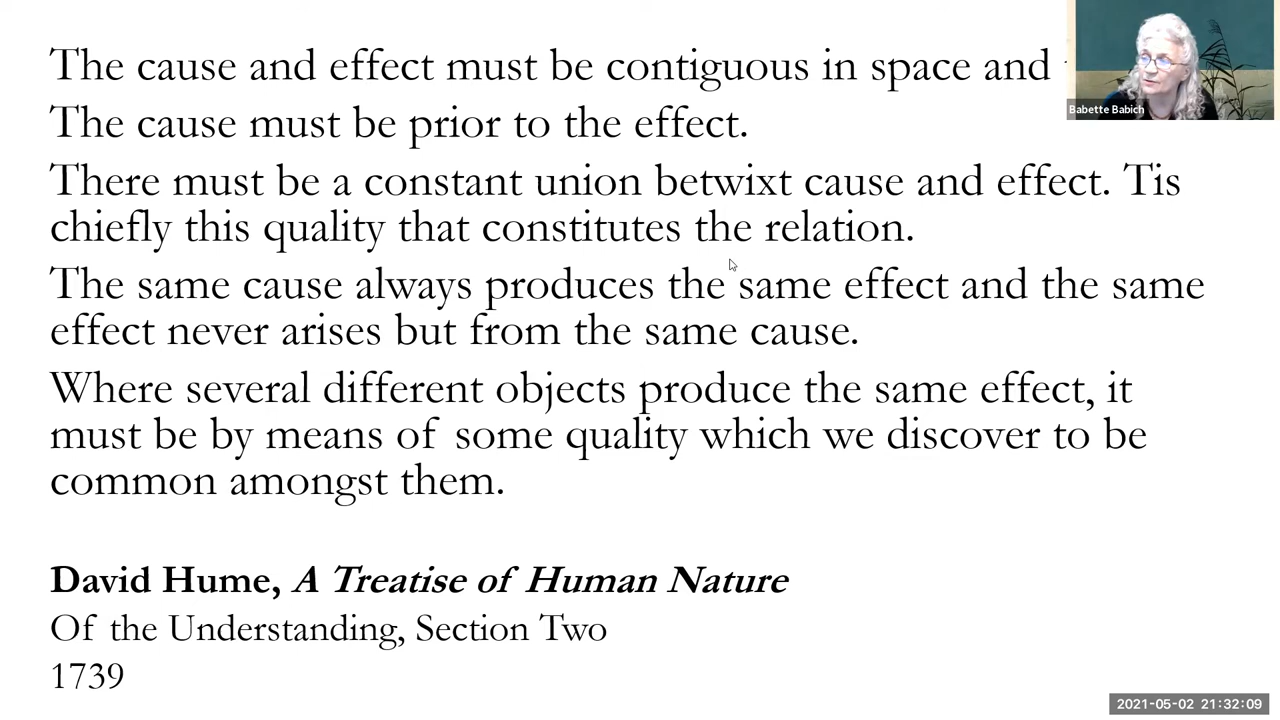 The cause and effect must be contiguous in space and
The cause must be prior to the effect.
There must be a constant union betwixt cause and effect. Tis
chiefly this quality that constitutes the relation.
The same cause always produces the same effect and the same
effect never arises but from the same cause.
Where several different objects produce the same effect, it
must be by means of some quality which we discover to be
common amongst them.
David Hume, A Treatise of Human Nature
Of the Understanding, Section Two
1739
Babette Babich
2021-05-02 21:32:09